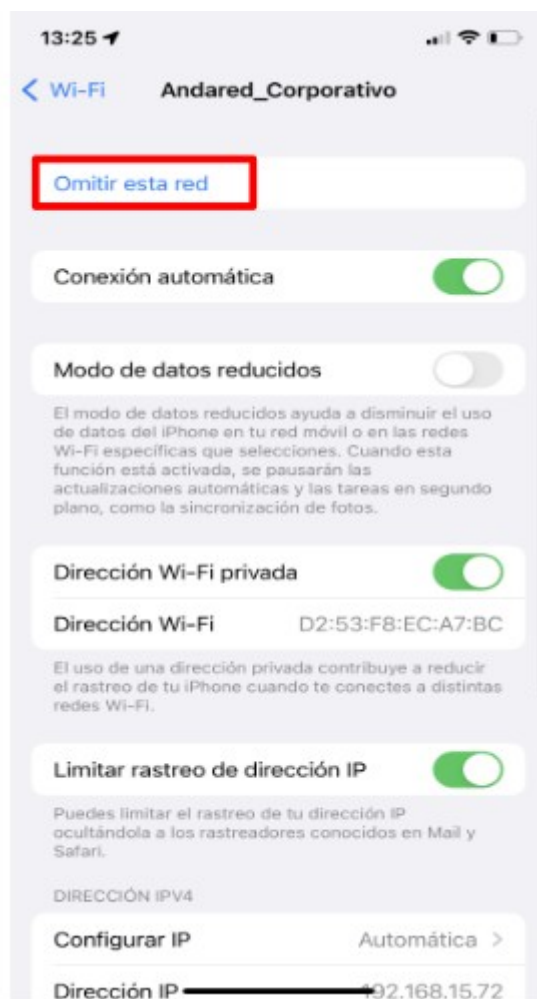 13:25
Wi-Fi Andared_Corporativo
Omitir esta red
Conexión automática
Modo de datos reducidos
El modo de datos reducidos ayuda a disminuir el uso
de datos del iPhone en tu red móvil o en las redes
Wi-Fi específicas que selecciones. Cuando esta
función está activada, se pausarán las
actualizaciones automáticas y las tareas en segundo
plano, como la sincronización de fotos.
Dirección Wi-Fi privada
Dirección Wi-Fi D2:53:F8:EC:A7:BC
El uso de una dirección privada contribuye a reducir
el rastreo de tu iPhone cuando te conectes a distintas
redes Wi-Fi.
Limitar rastreo de dirección IP
Puedes limitar el rastreo de tu dirección IP
ocultándola a los rastreadores conocidos en Mail y
Safari.
DIRECCIÓN IPV4
Configurar IP Automática
Dirección IP 192.168.15.72